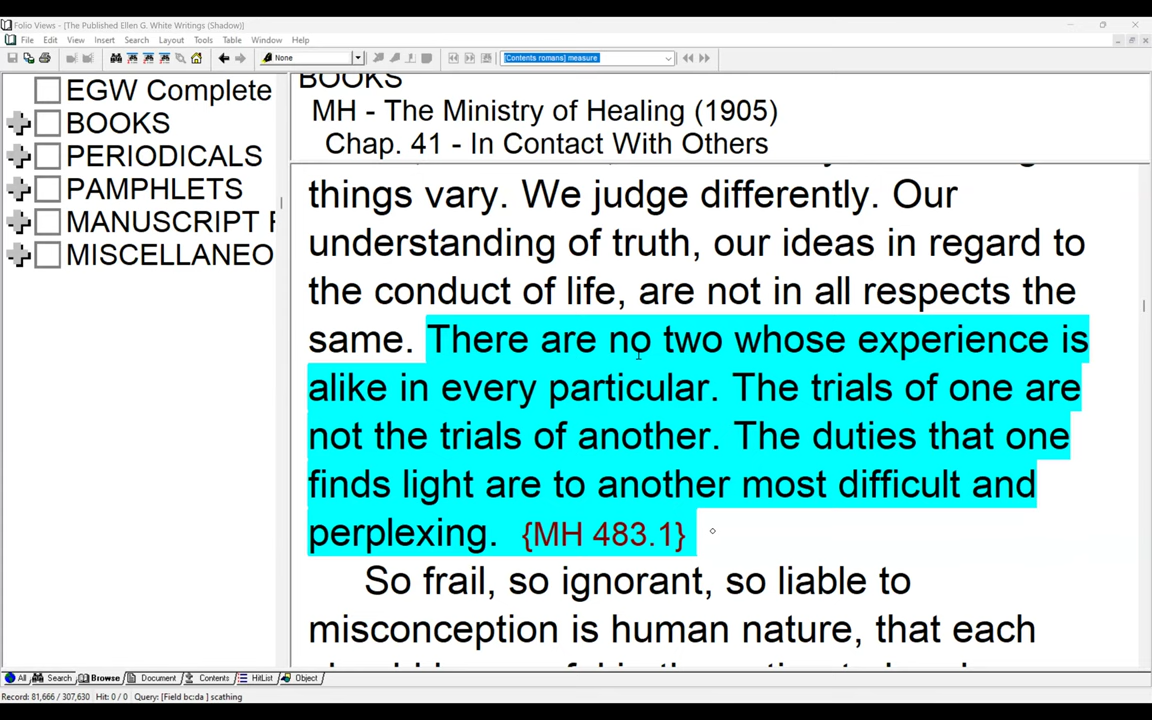 Folio Views - [The Published Ellen G. White Writings (Shadow)]
File Edit View Insert Search Layout Tools Table Window Help
None
[Contents romans] measure
EGW Complete
BOOKS
PERIODICALS
PAMPHLETS
MANUSCRIPT
MISCELLANEO
BOOKS
MH - The Ministry of Healing (1905)
Chap. 41 - In Contact With Others
things vary. We judge differently. Our
understanding of truth, our ideas in regard to
the conduct of life, are not in all respects the
same. There are no two whose experience is
alike in every particular. The trials of one are
not the trials of another. The duties that one
finds light are to another most difficult and
perplexing. {MH 483.1}
So frail, so ignorant, so liable to
misconception is human nature, that each
All Search Browse Document Contents HitList Object
Record: 81,666 / 307,630 Hit: 0 / 0 Query: [Field bc:da ] scathing